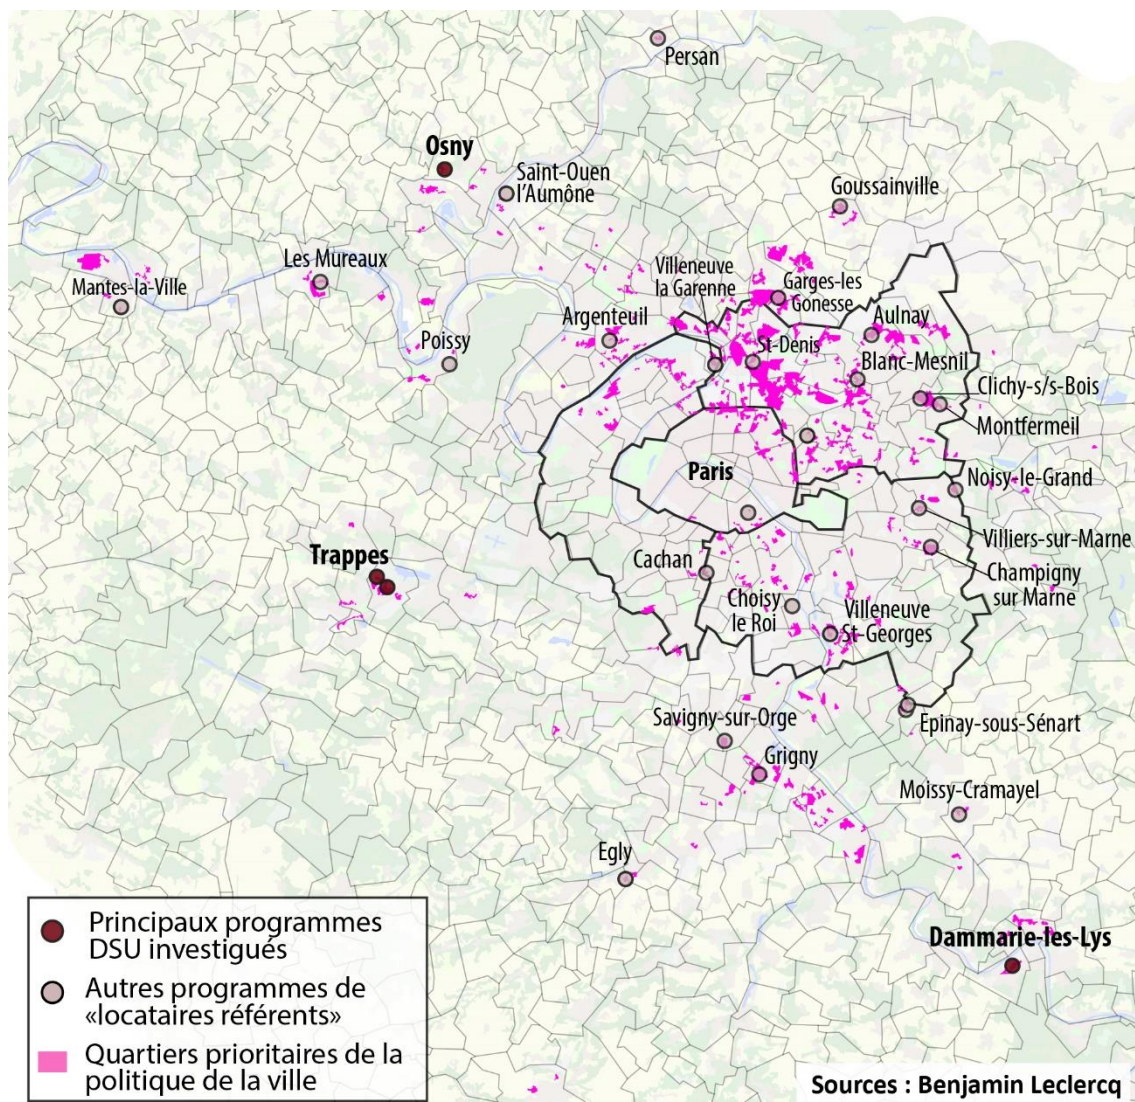 Persan
Osny
Saint-Ouen
l'Aumône
Goussainville
Les Mureaux
Mantes-la-Ville
Villeneuve
la Garenne
Garges-les
Gonesse
Argenteuil
Aulnay
Poissy
St-Denis
Blanc-Mesnil
Clichy-s/s-Bois
Montfermeil
Paris
Noisy-le-Grand
Villiers-sur-Marne
Trappes
Cachan
Champigny
sur Marne
Choisy
le Roi
Villeneuve
St-Georges
Savigny-sur-Orge
Epinay-sous-Sénart
Grigny
Moissy-Cramayel
Egly
Dammarie-les-Lys
Principaux programmes
DSU investigués
Autres programmes de
«locataires référents»
Quartiers prioritaires de la
politique de la ville
Sources : Benjamin Leclercq